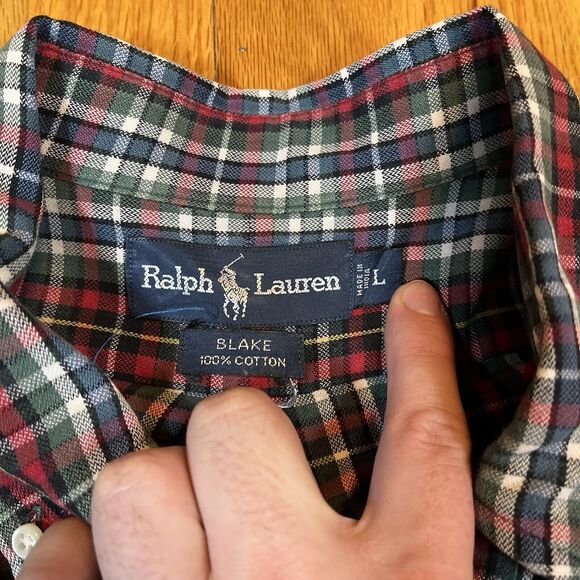 Ralph Lauren
MADE IN
INDIA
L
BLAKE
100% COTTON